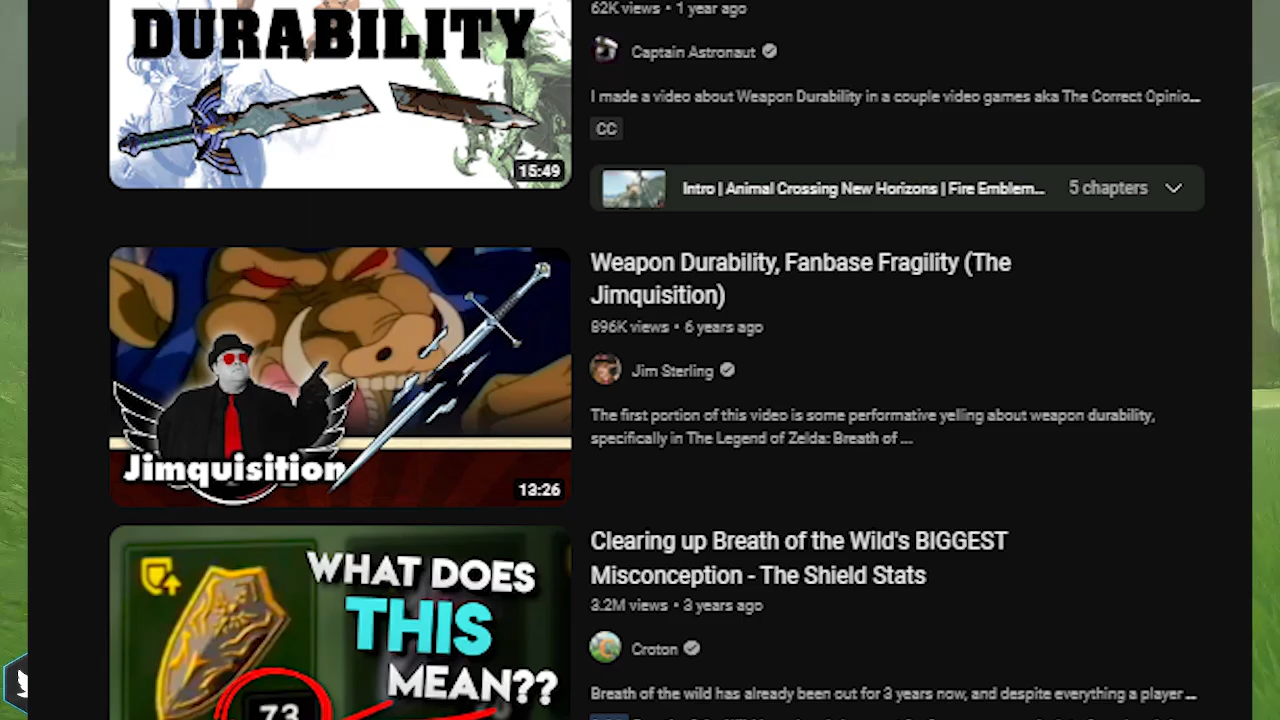 DURABILITY
15:49
62K views • 1 year ago
Captain Astronaut
I made a video about Weapon Durability in a couple video games aka The Correct Opinio...
CC
Intro | Animal Crossing New Horizons | Fire Emblem... 5 chapters
Jimquisition
13:26
Weapon Durability, Fanbase Fragility (The
Jimquisition)
896K views • 6 years ago
Jim Sterling
The first portion of this video is some performative yelling about weapon durability,
specifically in The Legend of Zelda: Breath of ...
WHAT DOES
THIS
MEAN??
73
Clearing up Breath of the Wild's BIGGEST
Misconception - The Shield Stats
3.2M views • 3 years ago
Croton
Breath of the wild has already been out for 3 years now, and despite everything a player ...